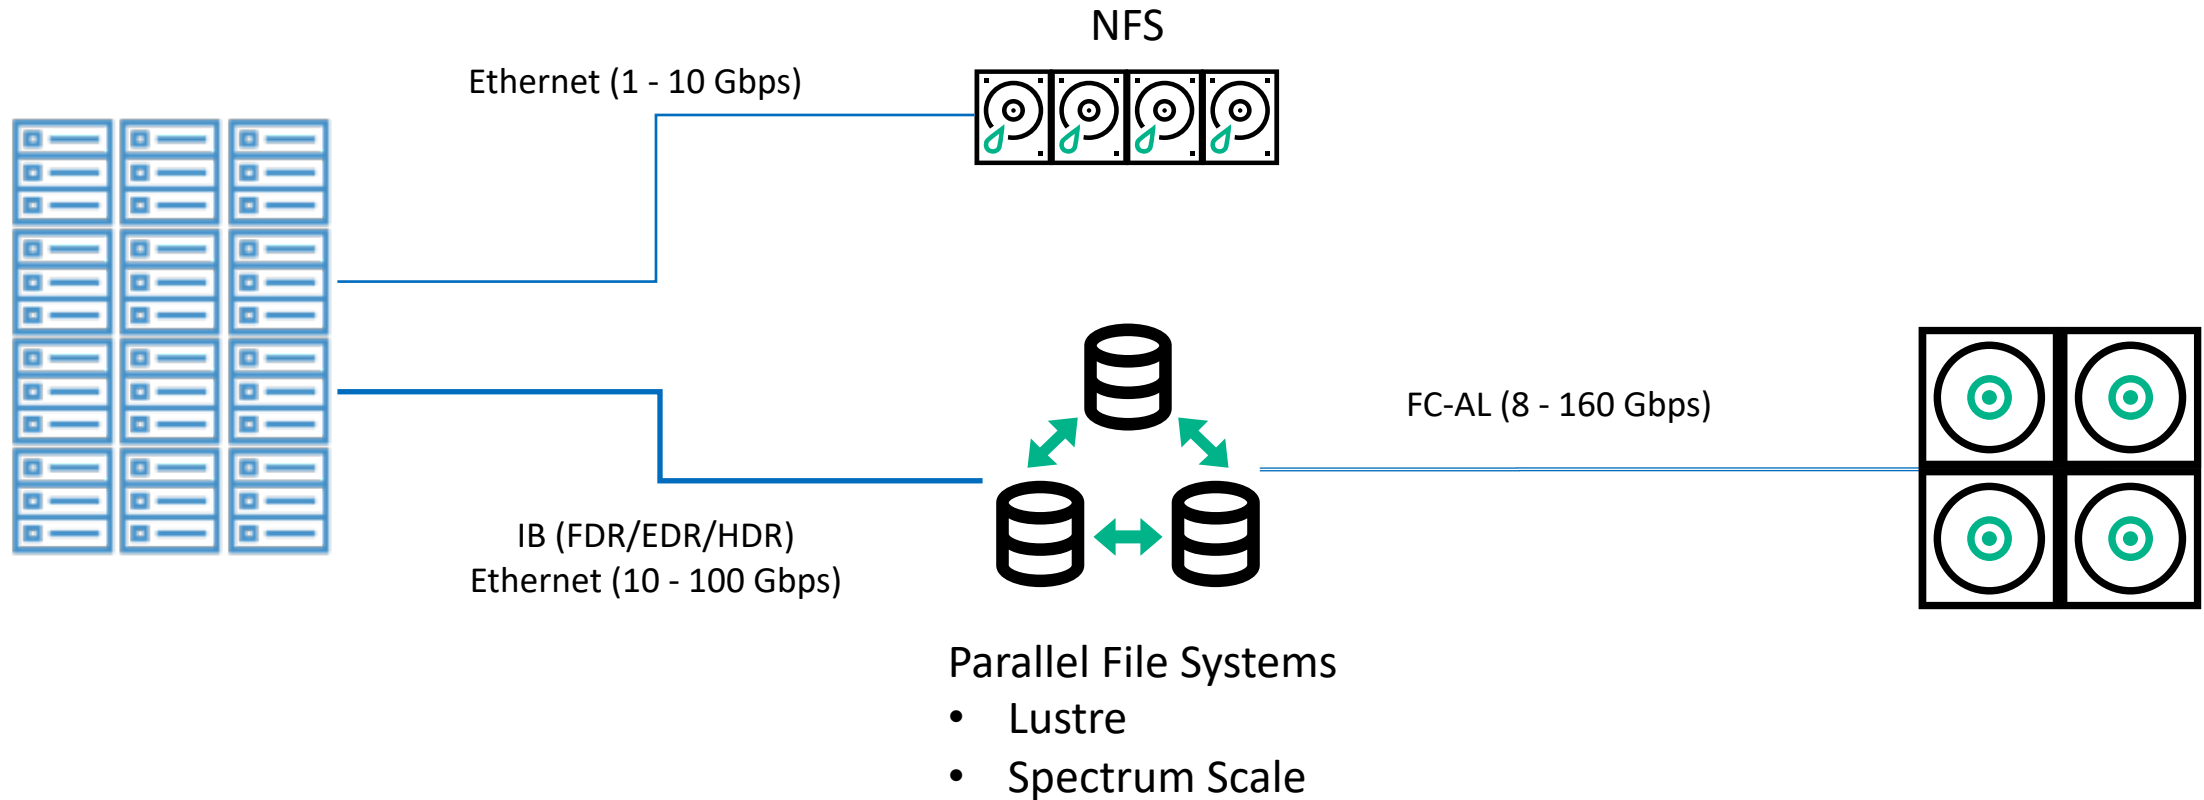 NFS
Ethernet (1 - 10 Gbps)
FC-AL (8 - 160 Gbps)
IB (FDR/EDR/HDR)
Ethernet (10 - 100 Gbps)
Parallel File Systems
• Lustre
• Spectrum Scale